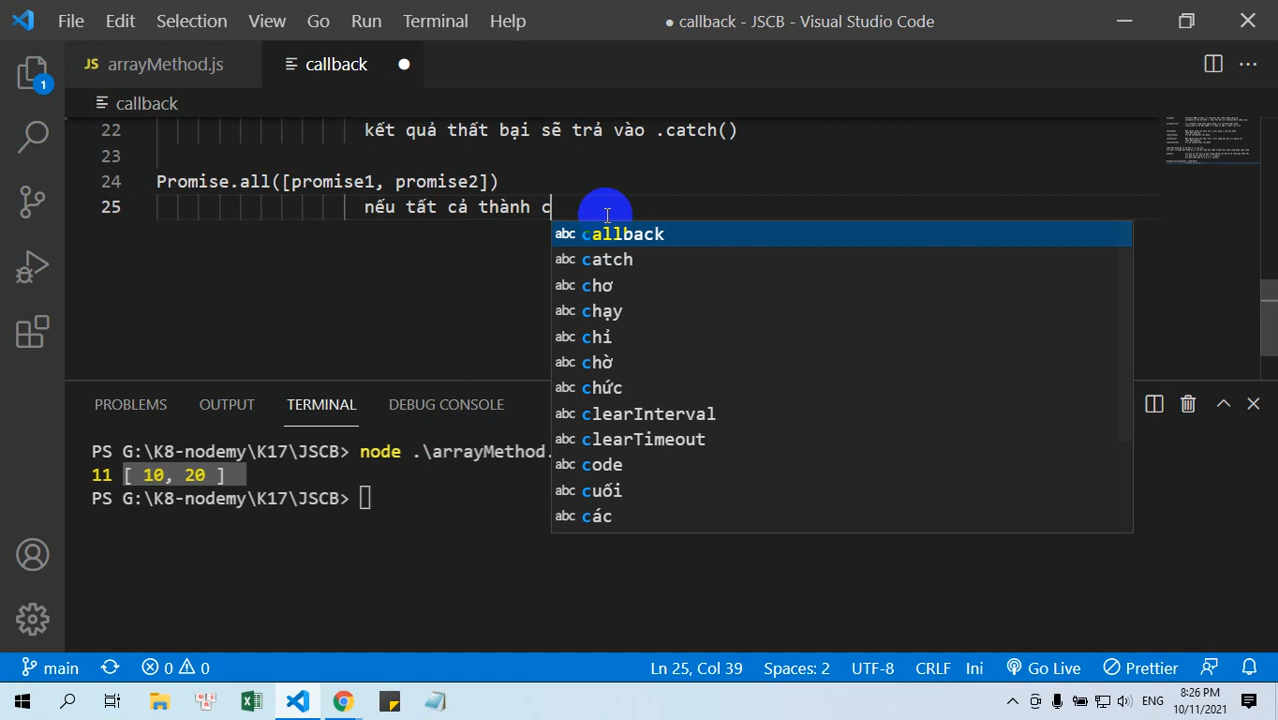 File Edit Selection View Go Run Terminal Help ● callback - JSCB - Visual Studio Code
JS arrayMethod.js callback
callback
1
22 kết quả thất bại sẽ trả vào .catch()
23
24 Promise.all([promise1, promise2])
25 nếu tất cả thành c
abc callback
abc catch
abc chơ
abc chạy
abc chỉ
abc chờ
abc chức
abc clearInterval
abc clearTimeout
abc code
abc cuối
abc các
PROBLEMS OUTPUT TERMINAL DEBUG CONSOLE
PS G:\K8-nodemy\K17\JSCB> node .\arrayMethod.
11 [ 10, 20 ]
PS G:\K8-nodemy\K17\JSCB>
main 0 0 Ln 25, Col 39 Spaces: 2 UTF-8 CRLF Ini Go Live Prettier
ENG 8:26 PM
10/11/2021